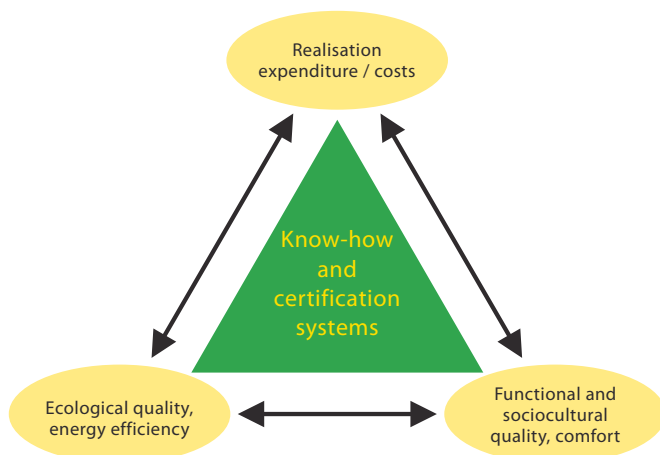 Realisation
expenditure / costs
Know-how
and
certification
systems
Ecological quality,
energy efficiency
Functional and
sociocultural
quality, comfort